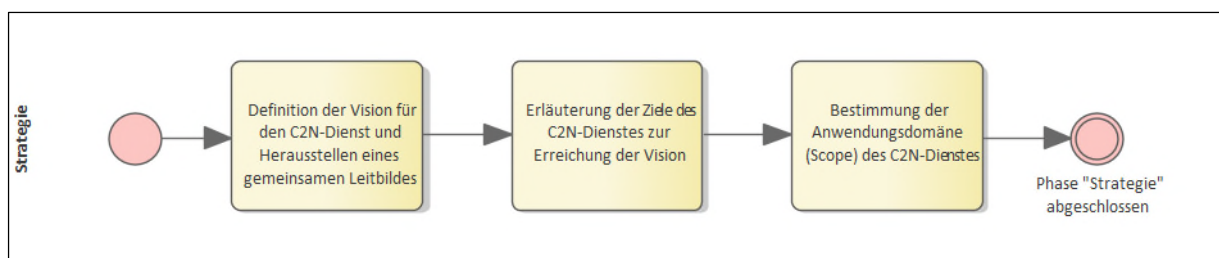 Strategie
Definition der Vision für
den C2N-Dienst und
Herausstellen eines
gemeinsamen Leitbildes
Erläuterung der Ziele des
C2N-Dienstes zur
Erreichung der Vision
Bestimmung der
Anwendungsdomäne
(Scope) des C2N-Dienstes
Phase "Strategie"
abgeschlossen